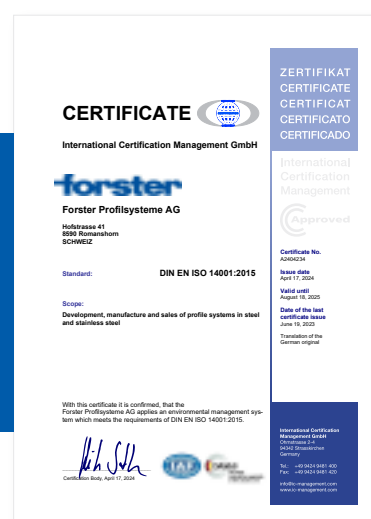 ZERTIFIKAT
CERTIFICATE
CERTIFICAT
CERTIFICATO
CERTIFICADO
CERTIFICATE
International Certification Management GmbH
International
Certification
Management
Approved
forster
Forster Profilsysteme AG
Hofstrasse 41
8590 Romanshorn
SCHWEIZ
Standard: DIN EN ISO 14001:2015
Scope:
Development, manufacture and sales of profile systems in steel
and stainless steel
Certificate No.
A2404234
Issue date
April 17, 2024
Valid until
August 18, 2025
Date of the last
certificate issue
June 19, 2023
Translation of the
German original
With this certificate it is confirmed, that the
Forster Profilsysteme AG applies an environmental management sys-
tem which meets the requirements of DIN EN ISO 14001:2015.
Certification Body, April 17, 2024
IAF
International Certification
Management GmbH
Ohmstrasse 2-4
94342 Strasskirchen
Germany
Tel.: +49 9424 9481 400
Fax: +49 9424 9481 420
info@ic-management.com
www.ic-management.com